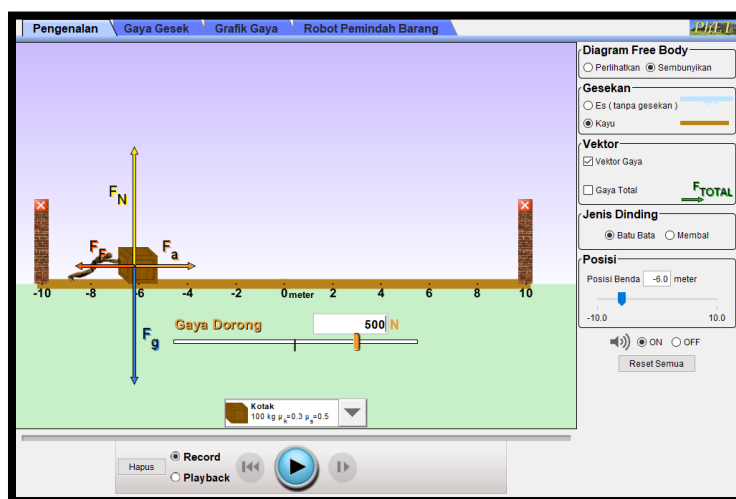 Pengenalan
Gaya Gesek
Grafik Gaya
Robot Pemindah Barang
PhET
Diagram Free Body
Perlihatkan
Sembunyikan
Gesekan
Es ( tanpa gesekan )
Kayu
Vektor
Vektor Gaya
Gaya Total
FTOTAL
Jenis Dinding
Batu Bata
Membal
Posisi
Posisi Benda
-6.0
meter
-10.0
10.0
ON
OFF
Reset Semua
FN
Fa
-10
-8
-6
-4
-2
0 meter
2
4
6
8
10
Fg
Gaya Dorong
500
N
Kotak
100 kg μk=0.3 μs=0.5
Hapus
Record
Playback